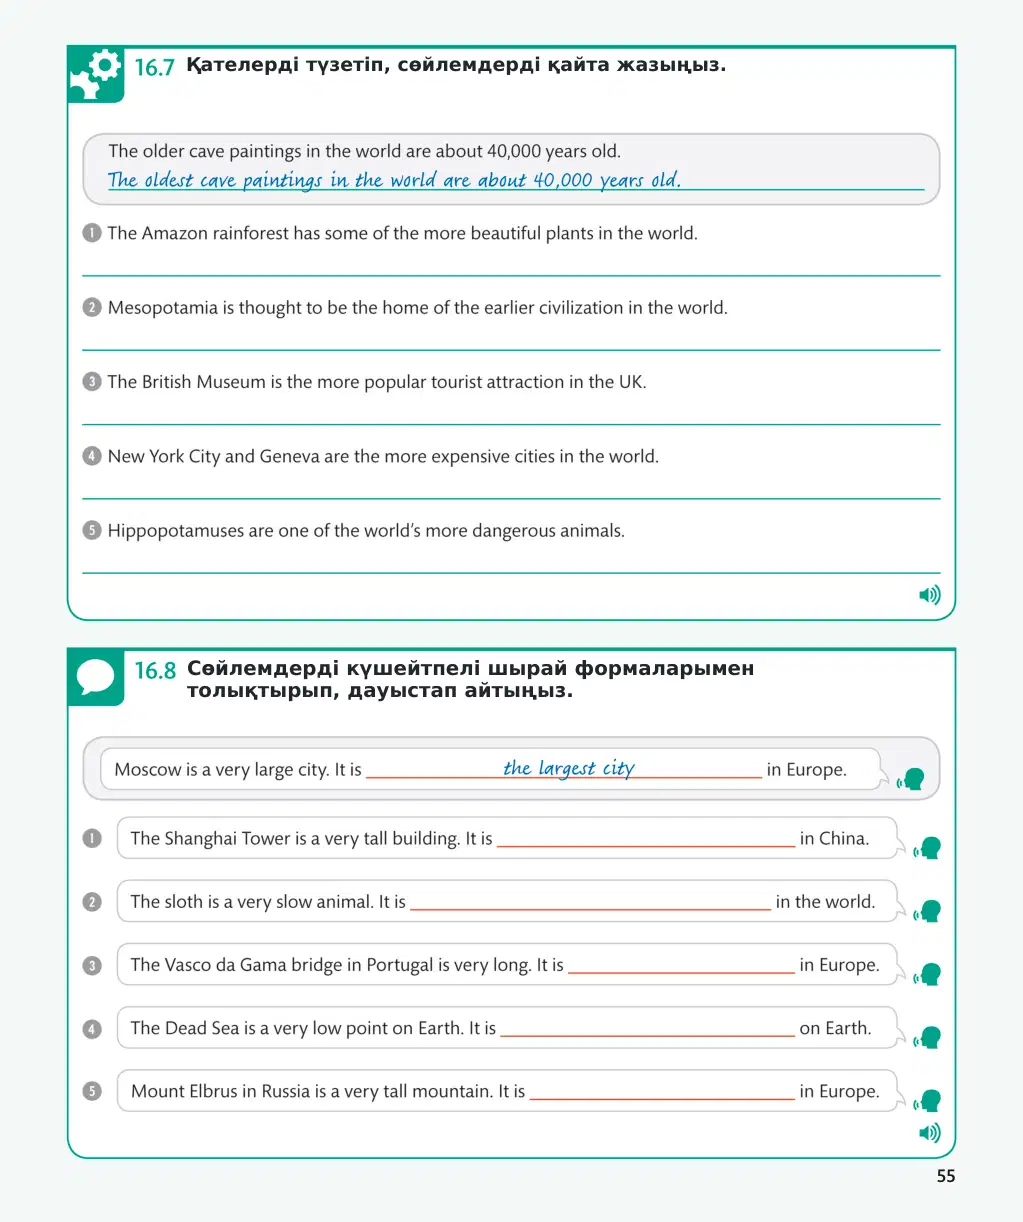 16.7 Қателерді түзетіп, сөйлемдерді қайта жазыңыз.
The older cave paintings in the world are about 40,000 years old.
The oldest cave paintings in the world are about 40,000 years old.
1 The Amazon rainforest has some of the more beautiful plants in the world.
2 Mesopotamia is thought to be the home of the earlier civilization in the world.
3 The British Museum is the more popular tourist attraction in the UK.
4 New York City and Geneva are the more expensive cities in the world.
5 Hippopotamuses are one of the world's more dangerous animals.
16.8 Сөйлемдерді күшейтпелі шырай формаларымен
толықтырып, дауыстап айтыңыз.
Moscow is a very large city. It is the largest city in Europe.
1 The Shanghai Tower is a very tall building. It is in China.
2 The sloth is a very slow animal. It is in the world.
3 The Vasco da Gama bridge in Portugal is very long. It is in Europe.
4 The Dead Sea is a very low point on Earth. It is on Earth.
5 Mount Elbrus in Russia is a very tall mountain. It is in Europe.
55